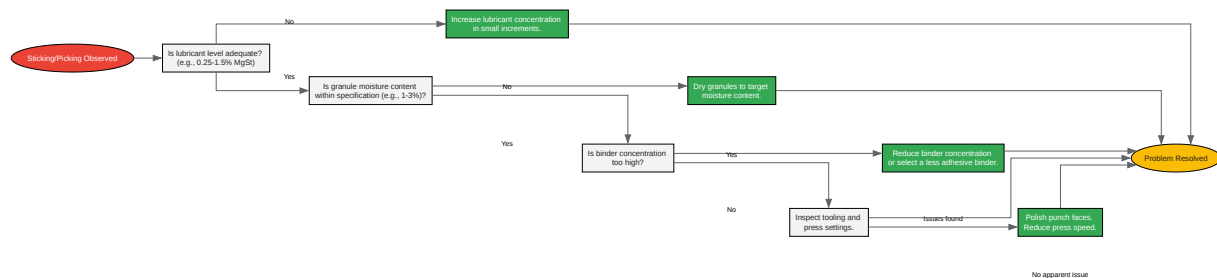 No
Increase lubricant concentration
in small increments.
Sticking/Picking Observed
Is lubricant level adequate?
(e.g., 0.25-1.5% MgSt)
Yes
Is granule moisture content
within specification (e.g., 1-3%)?
No
Dry granules to target
moisture content.
Yes
Is binder concentration
too high?
Yes
Reduce binder concentration
or select a less adhesive binder.
Problem Resolved
No
Inspect tooling and
press settings.
Issues found
Polish punch faces.
Reduce press speed.
No apparent issue